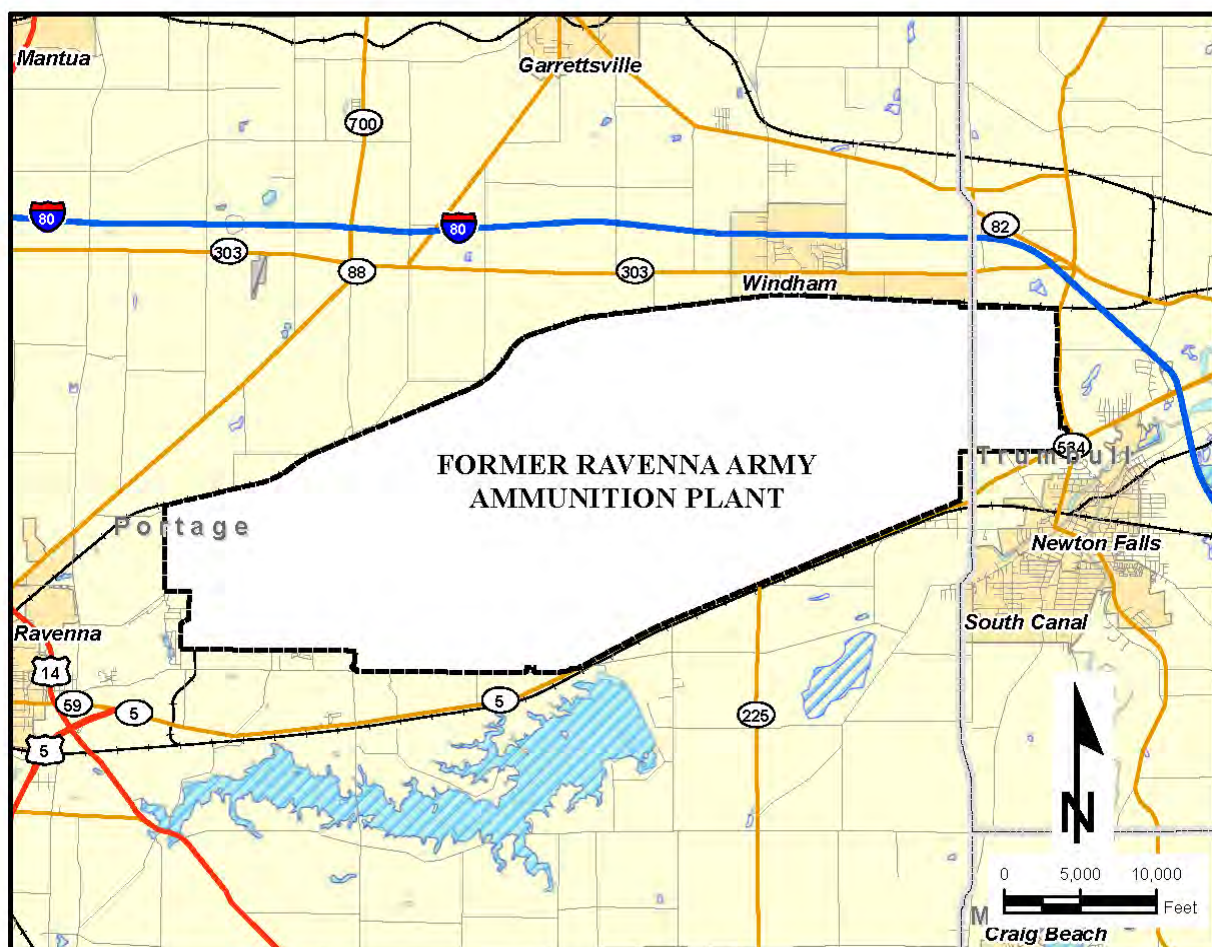 Mantua
Garrettsville
700
80
80
82
303
88
303
Windham
FORMER RAVENNA ARMY
AMMUNITION PLANT
534
Trumbull
Portage
Newton Falls
Ravenna
South Canal
14
59
5
5
225
5
N
0 5,000 10,000
Feet
M
Craig Beach